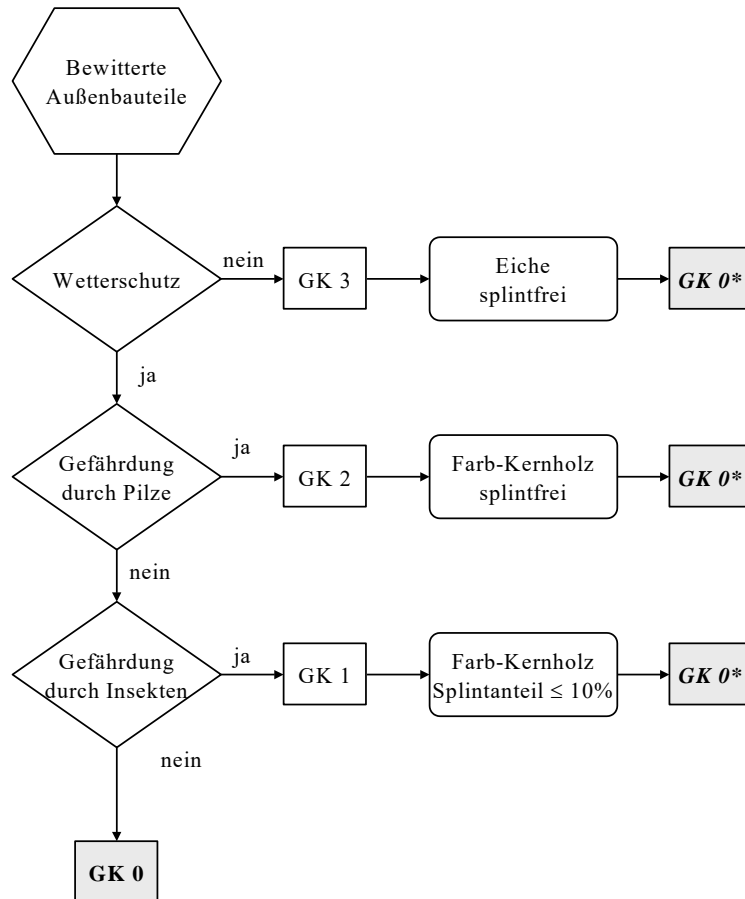 Bewitterte
Außenbauteile
Wetterschutz
nein
GK 3
Eiche
splintfrei
GK 0*
ja
Gefährdung
durch Pilze
ja
GK 2
Farb-Kernholz
splintfrei
GK 0*
nein
Gefährdung
durch Insekten
ja
GK 1
Farb-Kernholz
Splintanteil ≤ 10%
GK 0*
nein
GK 0